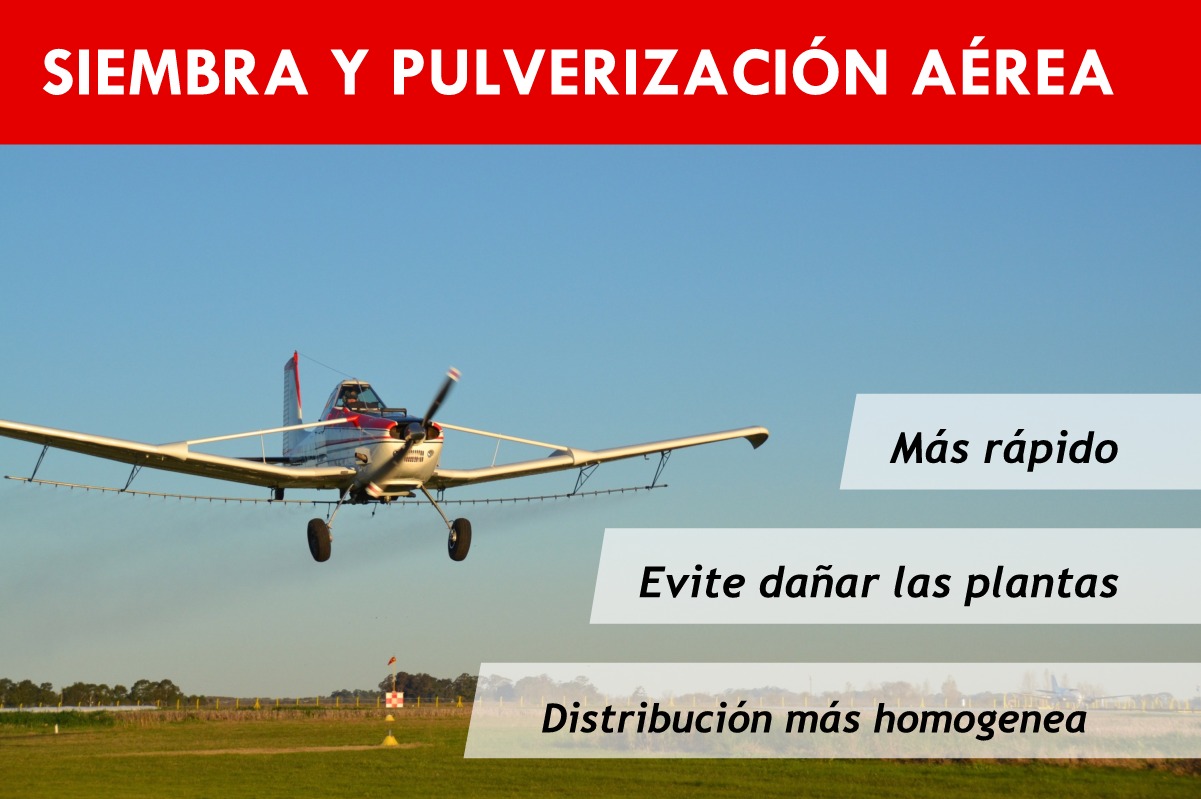 SIEMBRA Y PULVERIZACIÓN AÉREA
Más rápido
Evite dañar las plantas
Distribución más homogenea